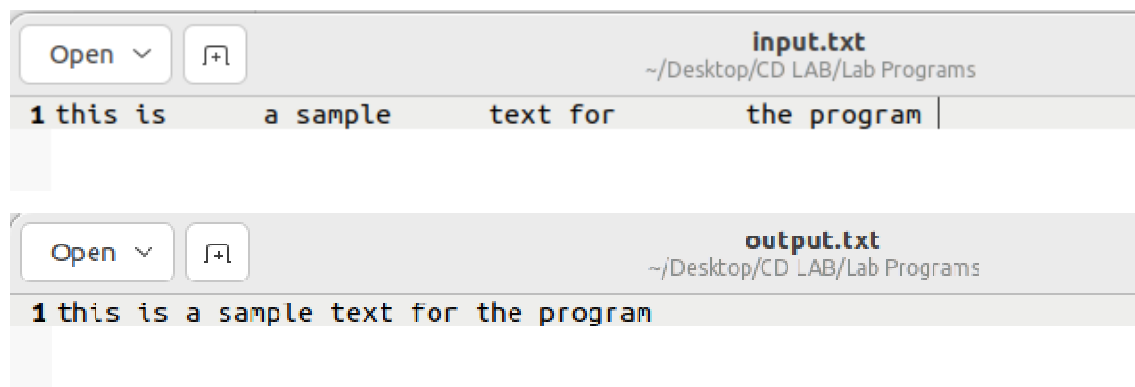 Open input.txt
~/Desktop/CD LAB/Lab Programs
1 this is      a sample      text for        the program
Open output.txt
~/Desktop/CD LAB/Lab Programs
1 this is a sample text for the program